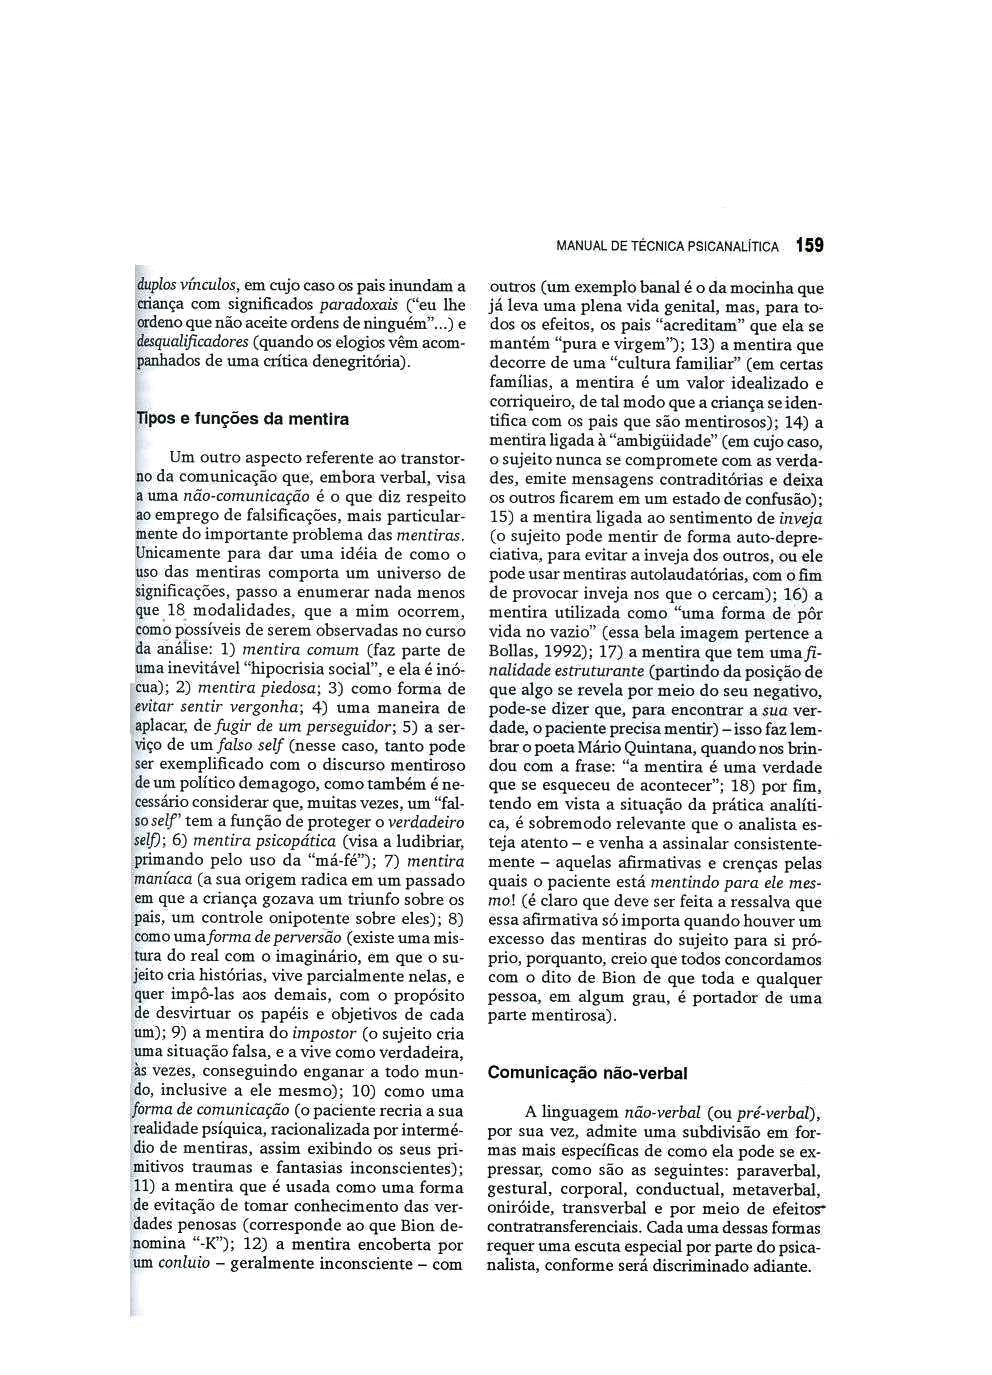 MANUAL DE TÉCNICA PSICANALÍTICA 159
duplos vínculos, em cujo caso os pais inundam a
criança com significados paradoxais (“eu lhe
ordeno que não aceite ordens de ninguém”...) e
desqualificadores (quando os elogios vêm acom-
panhados de uma crítica denegritória).
Tipos e funções da mentira
Um outro aspecto referente ao transtor-
no da comunicação que, embora verbal, visa
a uma não-comunicação é o que diz respeito
ao emprego de falsificações, mais particular-
mente do importante problema das mentiras.
Unicamente para dar uma idéia de como o
uso das mentiras comporta um universo de
significações, passo a enumerar nada menos
que 18 modalidades, que a mim ocorrem,
como possíveis de serem observadas no curso
da análise: 1) mentira comum (faz parte de
uma inevitável “hipocrisia social”, e ela é inó-
cua); 2) mentira piedosa; 3) como forma de
evitar sentir vergonha; 4) uma maneira de
aplacar, de fugir de um perseguidor; 5) a ser-
viço de um falso self (nesse caso, tanto pode
ser exemplificado com o discurso mentiroso
de um político demagogo, como também é ne-
cessário considerar que, muitas vezes, um “fal-
so self” tem a função de proteger o verdadeiro
self); 6) mentira psicopática (visa a ludibriar,
primando pelo uso da “má-fé”); 7) mentira
maníaca (a sua origem radica em um passado
em que a criança gozava um triunfo sobre os
pais, um controle onipotente sobre eles); 8)
como uma forma de perversão (existe uma mis-
tura do real com o imaginário, em que o su-
jeito cria histórias, vive parcialmente nelas, e
quer impô-las aos demais, com o propósito
de desvirtuar os papéis e objetivos de cada
um); 9) a mentira do impostor (o sujeito cria
uma situação falsa, e a vive como verdadeira,
às vezes, conseguindo enganar a todo mun-
do, inclusive a ele mesmo); 10) como uma
forma de comunicação (o paciente recria a sua
realidade psíquica, racionalizada por intermé-
dio de mentiras, assim exibindo os seus pri-
mitivos traumas e fantasias inconscientes);
11) a mentira que é usada como uma forma
de evitação de tomar conhecimento das ver-
dades penosas (corresponde ao que Bion de-
nomina “-K”); 12) a mentira encoberta por
um conluio – geralmente inconsciente – com
outros (um exemplo banal é o da mocinha que
já leva uma plena vida genital, mas, para to-
dos os efeitos, os pais “acreditam” que ela se
mantém “pura e virgem”); 13) a mentira que
decorre de uma “cultura familiar” (em certas
famílias, a mentira é um valor idealizado e
corriqueiro, de tal modo que a criança se iden-
tifica com os pais que são mentirosos); 14) a
mentira ligada à “ambigüidade” (em cujo caso,
o sujeito nunca se compromete com as verda-
des, emite mensagens contraditórias e deixa
os outros ficarem em um estado de confusão);
15) a mentira ligada ao sentimento de inveja
(o sujeito pode mentir de forma auto-depre-
ciativa, para evitar a inveja dos outros, ou ele
pode usar mentiras autolaudatórias, com o fim
de provocar inveja nos que o cercam); 16) a
mentira utilizada como “uma forma de pôr
vida no vazio” (essa bela imagem pertence a
Bollas, 1992); 17) a mentira que tem uma fi-
nalidade estruturante (partindo da posição de
que algo se revela por meio do seu negativo,
pode-se dizer que, para encontrar a sua ver-
dade, o paciente precisa mentir) – isso faz lem-
brar o poeta Mário Quintana, quando nos brin-
dou com a frase: “a mentira é uma verdade
que se esqueceu de acontecer”; 18) por fim,
tendo em vista a situação da prática analíti-
ca, é sobremodo relevante que o analista es-
teja atento – e venha a assinalar consistente-
mente – aquelas afirmativas e crenças pelas
quais o paciente está mentindo para ele mes-
mo! (é claro que deve ser feita a ressalva que
essa afirmativa só importa quando houver um
excesso das mentiras do sujeito para si pró-
prio, porquanto, creio que todos concordamos
com o dito de Bion de que toda e qualquer
pessoa, em algum grau, é portador de uma
parte mentirosa).
Comunicação não-verbal
A linguagem não-verbal (ou pré-verbal),
por sua vez, admite uma subdivisão em for-
mas mais específicas de como ela pode se ex-
pressar, como são as seguintes: paraverbal,
gestural, corporal, conductual, metaverbal,
oniróide, transverbal e por meio de efeitos
contratransferenciais. Cada uma dessas formas
requer uma escuta especial por parte do psica-
nalista, conforme será discriminado adiante.